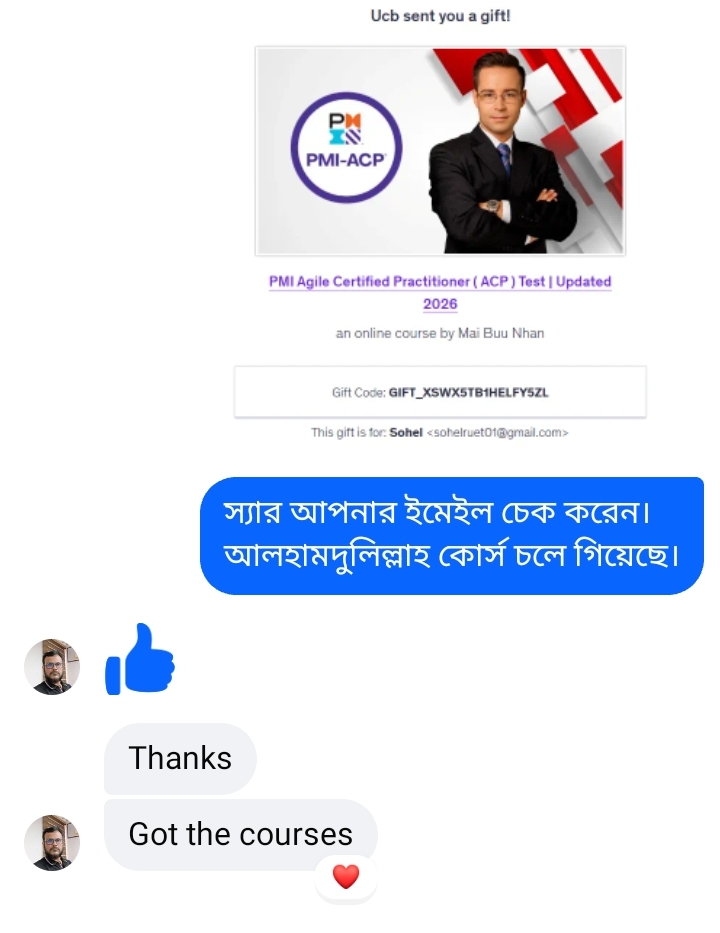 Ucb sent you a gift!
PMI-ACP
PMI Agile Certified Practitioner ( ACP ) Test | Updated
2026
an online course by Mai Buu Nhan
Gift Code: GIFT_XSWX5TB1HELFY5ZL
This gift is for: Sohel <sohelruet01@gmail.com>
স্যার আপনার ইমেইল চেক করেন।
আলহামদুলিল্লাহ কোর্স চলে গিয়েছে।
Thanks
Got the courses